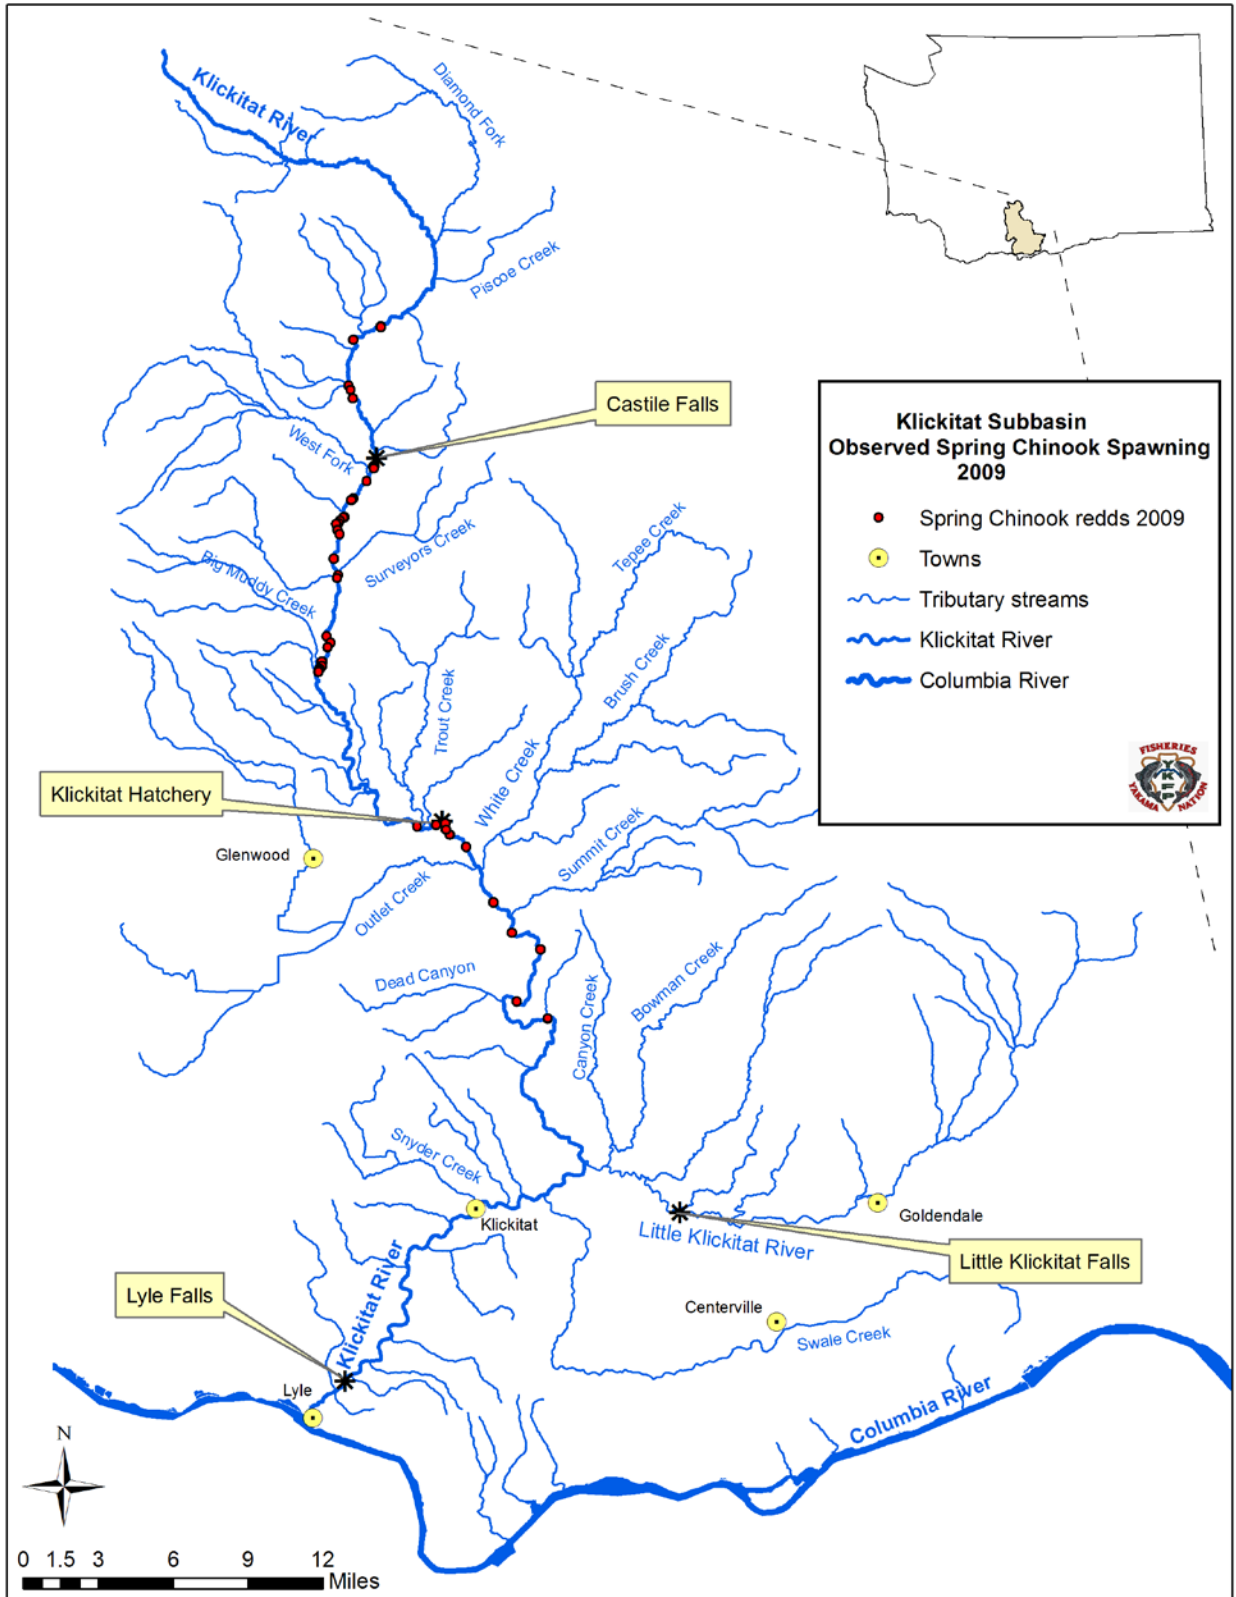 Klickitat River
Diamond Fork
Piscoe Creek
Castile Falls
West Fork
Surveyors Creek
Big Muddy Creek
Tepee Creek
Brush Creek
Trout Creek
White Creek
Klickitat Hatchery
Glenwood
Summit Creek
Outlet Creek
Dead Canyon
Canyon Creek
Bowman Creek
Snyder Creek
Klickitat
Goldendale
Little Klickitat River
Little Klickitat Falls
Lyle Falls
Klickitat River
Centerville
Swale Creek
Lyle
Columbia River
Klickitat Subbasin
Observed Spring Chinook Spawning
2009
Spring Chinook redds 2009
Towns
Tributary streams
Klickitat River
Columbia River
FISHERIES
YKFP
YAKAMA NATION
N
0 1.5 3 6 9 12
Miles